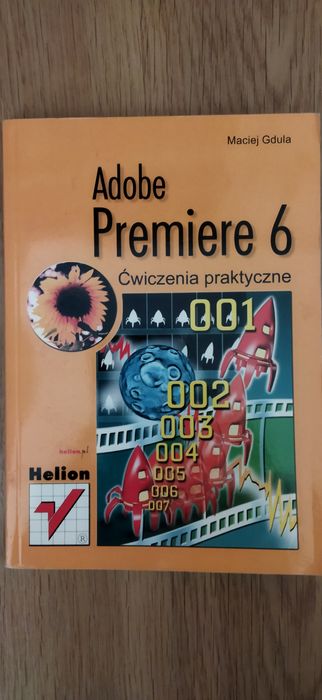 Maciej Gdula
Adobe
Premiere 6
Ćwiczenia praktyczne
001
002
003
004
005
006
007
helion.pl
Helion
®